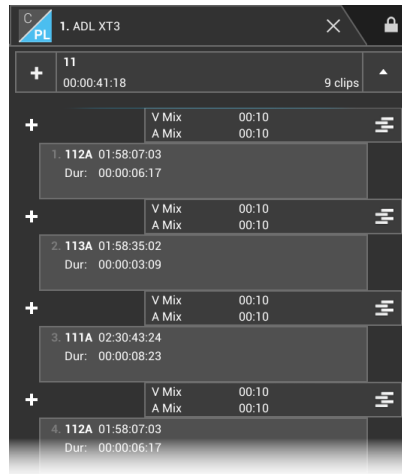 C
PL
1. ADL XT3
11
00:00:41:18
9 clips
V Mix 00:10
A Mix 00:10
1. 112A 01:58:07:03
Dur: 00:00:06:17
V Mix 00:10
A Mix 00:10
2. 113A 01:58:35:02
Dur: 00:00:03:09
V Mix 00:10
A Mix 00:10
3. 111A 02:30:43:24
Dur: 00:00:08:23
V Mix 00:10
A Mix 00:10
4. 112A 01:58:07:03
Dur: 00:00:06:17